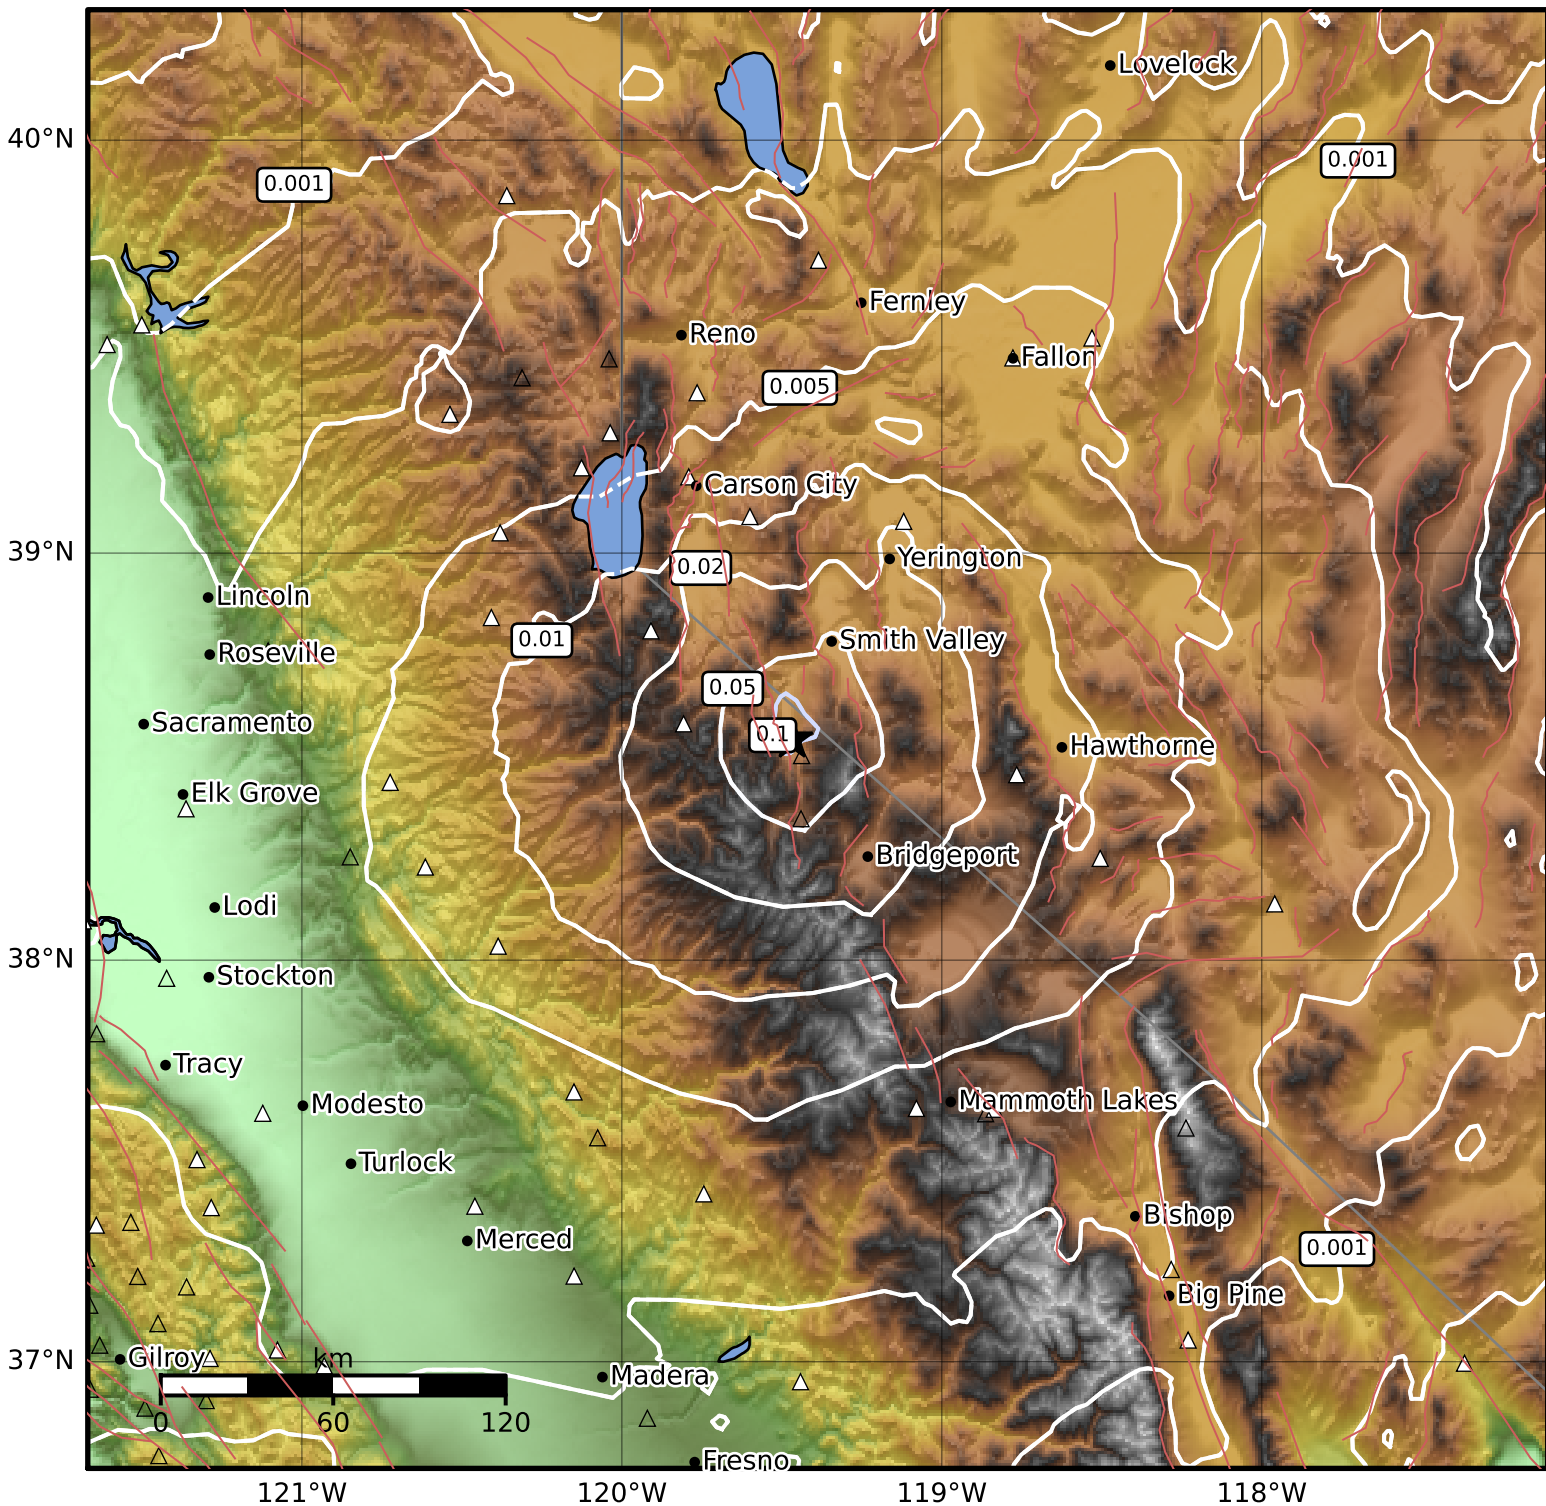 Lovelock
40°N
0.001
0.001
Fernley
Reno
Fallon
0.005
Carson City
39°N
Yerington
0.02
Lincoln
0.01
Smith Valley
Roseville
0.05
Sacramento
0.1
Hawthorne
Elk Grove
Bridgeport
Lodi
38°N
Stockton
Tracy
Mammoth Lakes
Modesto
Turlock
Bishop
Merced
0.001
Big Pine
37°N
Gilroy
km
Madera
0 60 120
Fresno
121°W 120°W 119°W 118°W